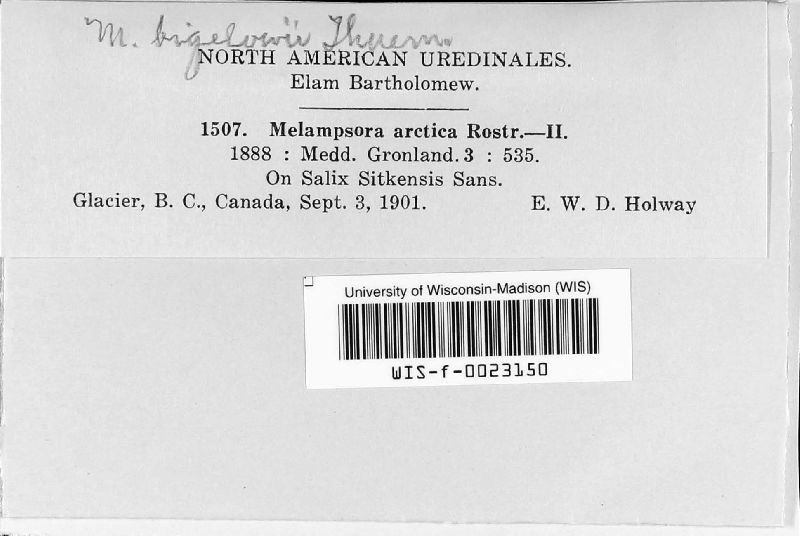 M. bigelowii Thuem.
NORTH AMERICAN UREDINALES.
Elam Bartholomew.
1507. Melampsora arctica Rostr.—II.
1888 : Medd. Gronland. 3 : 535.
On Salix Sitkensis Sans.
Glacier, B. C., Canada, Sept. 3, 1901. E. W. D. Holway
University of Wisconsin-Madison (WIS)
WIS-f-0023150